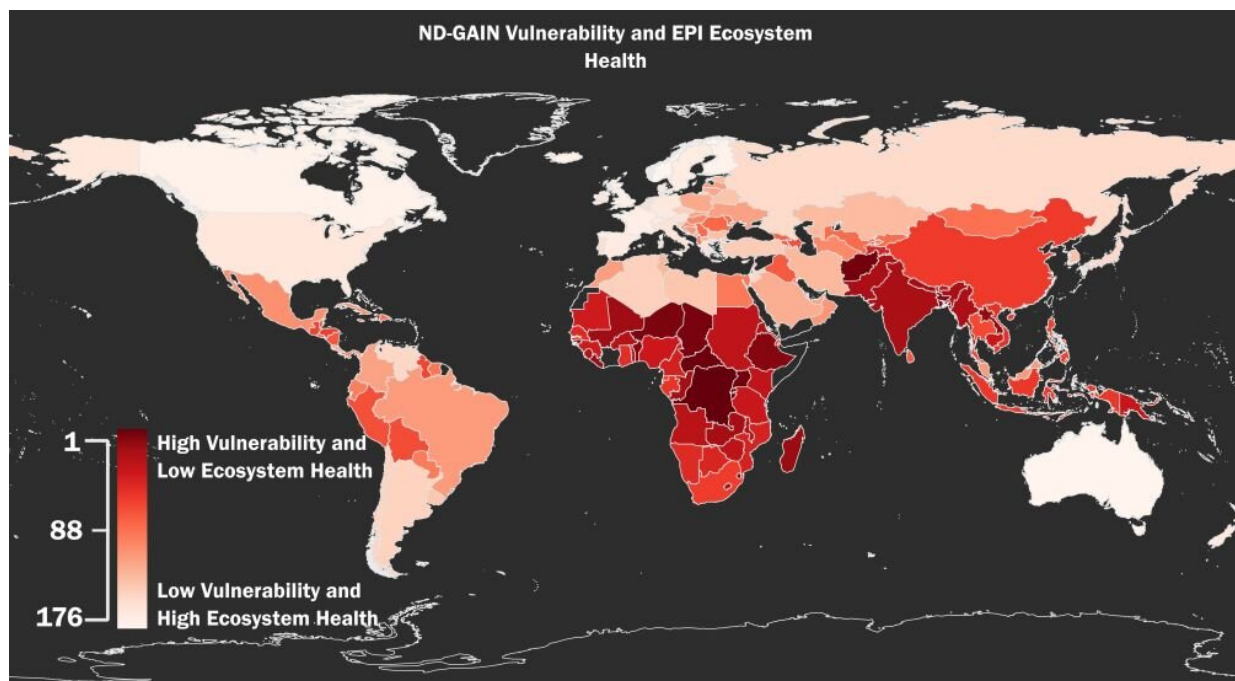 ND-GAIN Vulnerability and EPI Ecosystem
Health
1
High Vulnerability and
Low Ecosystem Health
88
Low Vulnerability and
176
High Ecosystem Health